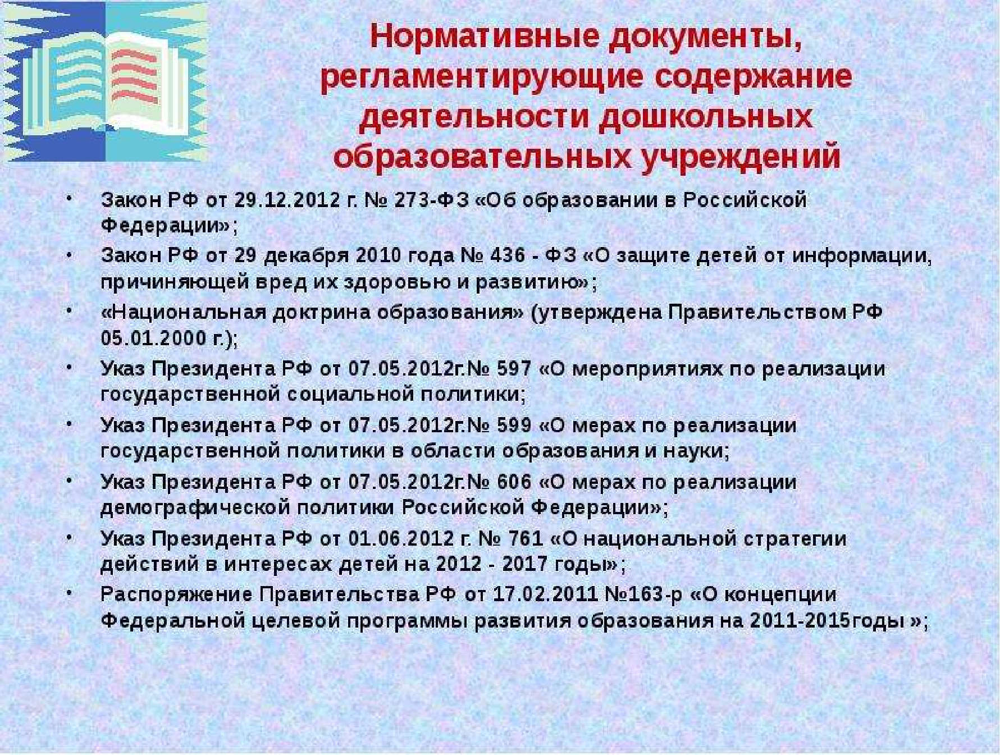 Нормативные документы,
регламентирующие содержание
деятельности дошкольных
образовательных учреждений
• Закон РФ от 29.12.2012 г. № 273-ФЗ «Об образовании в Российской
Федерации»;
• Закон РФ от 29 декабря 2010 года № 436 - ФЗ «О защите детей от информации,
причиняющей вред их здоровью и развитию»;
• «Национальная доктрина образования» (утверждена Правительством РФ
05.01.2000 г.);
• Указ Президента РФ от 07.05.2012г.№ 597 «О мероприятиях по реализации
государственной социальной политики;
• Указ Президента РФ от 07.05.2012г.№ 599 «О мерах по реализации
государственной политики в области образования и науки;
• Указ Президента РФ от 07.05.2012г.№ 606 «О мерах по реализации
демографической политики Российской Федерации»;
• Указ Президента РФ от 01.06.2012 г. № 761 «О национальной стратегии
действий в интересах детей на 2012 - 2017 годы»;
• Распоряжение Правительства РФ от 17.02.2011 №163-р «О концепции
Федеральной целевой программы развития образования на 2011-2015годы »;